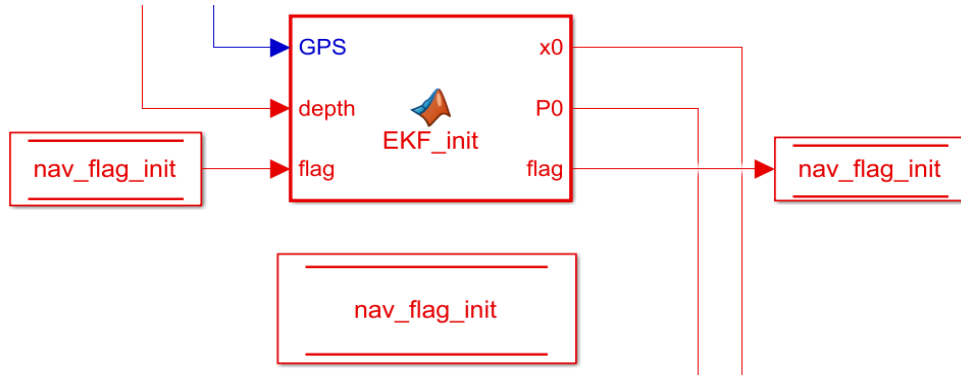 GPS
x0
depth
P0
EKF_init
nav_flag_init
flag
flag
nav_flag_init
nav_flag_init